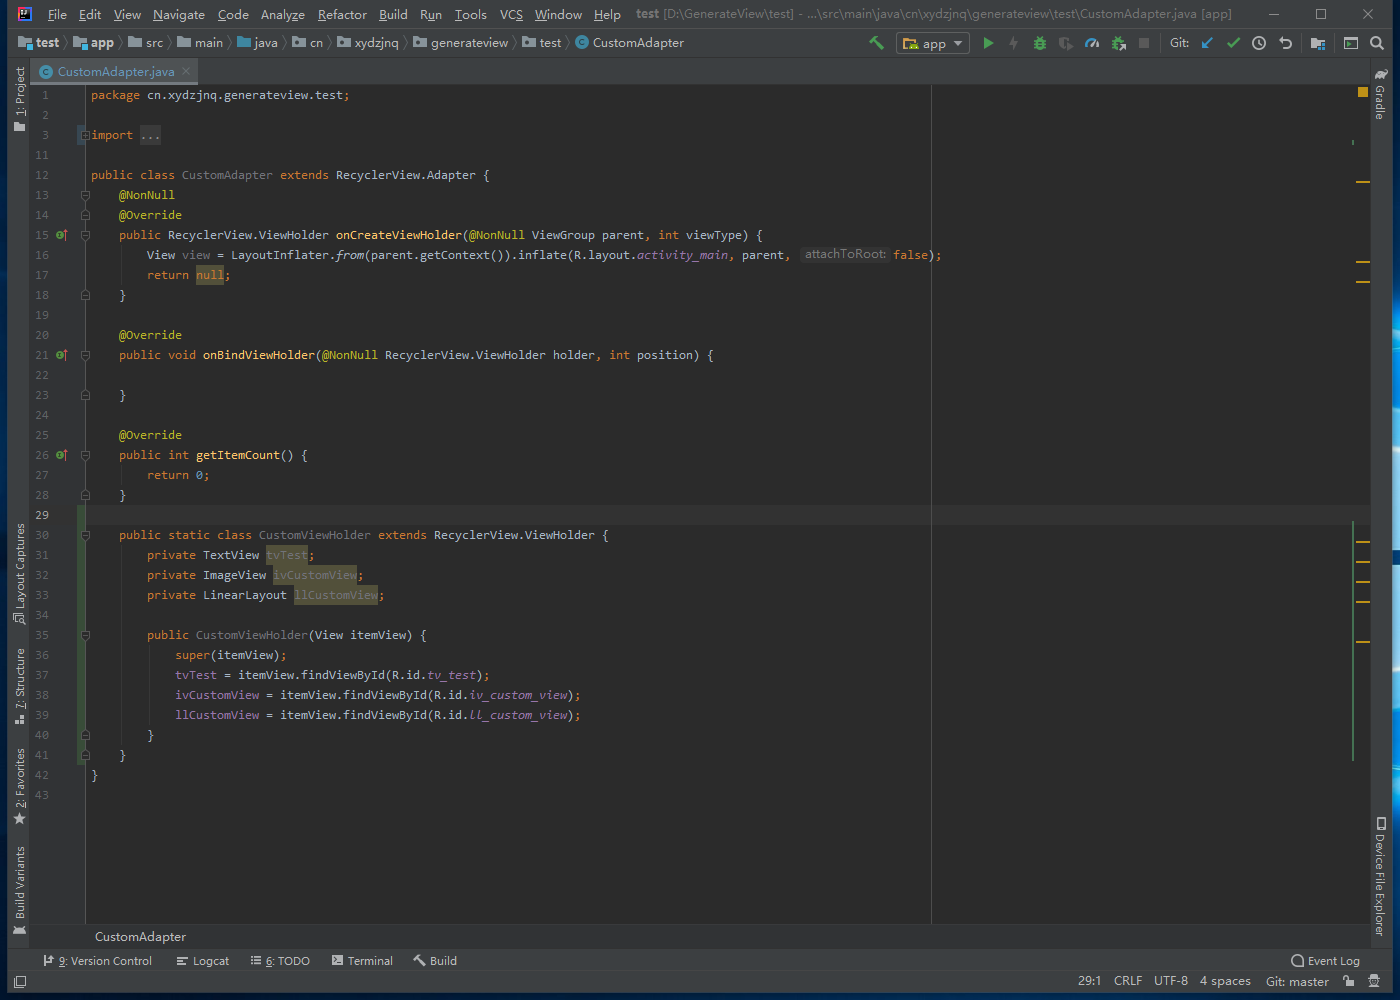 File Edit View Navigate Code Analyze Refactor Build Run Tools VCS Window Help test [D:\GenerateView\test] - ...\src\main\java\cn\xydzjnq\generateview\test\CustomAdapter.java [app]
test app src main java cn xydzjnq generateview test CustomAdapter app Git:
CustomAdapter.java
1 package cn.xydzjnq.generateview.test;
2
3 import ...
11
12 public class CustomAdapter extends RecyclerView.Adapter {
13 @NonNull
14 @Override
15 public RecyclerView.ViewHolder onCreateViewHolder(@NonNull ViewGroup parent, int viewType) {
16 View view = LayoutInflater.from(parent.getContext()).inflate(R.layout.activity_main, parent, attachToRoot: false);
17 return null;
18 }
19
20 @Override
21 public void onBindViewHolder(@NonNull RecyclerView.ViewHolder holder, int position) {
22
23 }
24
25 @Override
26 public int getItemCount() {
27 return 0;
28 }
29
30 public static class CustomViewHolder extends RecyclerView.ViewHolder {
31 private TextView tvTest;
32 private ImageView ivCustomView;
33 private LinearLayout llCustomView;
34
35 public CustomViewHolder(View itemView) {
36 super(itemView);
37 tvTest = itemView.findViewById(R.id.tv_test);
38 ivCustomView = itemView.findViewById(R.id.iv_custom_view);
39 llCustomView = itemView.findViewById(R.id.ll_custom_view);
40 }
41 }
42 }
43
1: Project
Layout Captures
7: Structure
2: Favorites
Build Variants
Gradle
Device File Explorer
CustomAdapter
9: Version Control Logcat 6: TODO Terminal Build Event Log
29:1 CRLF UTF-8 4 spaces Git: master